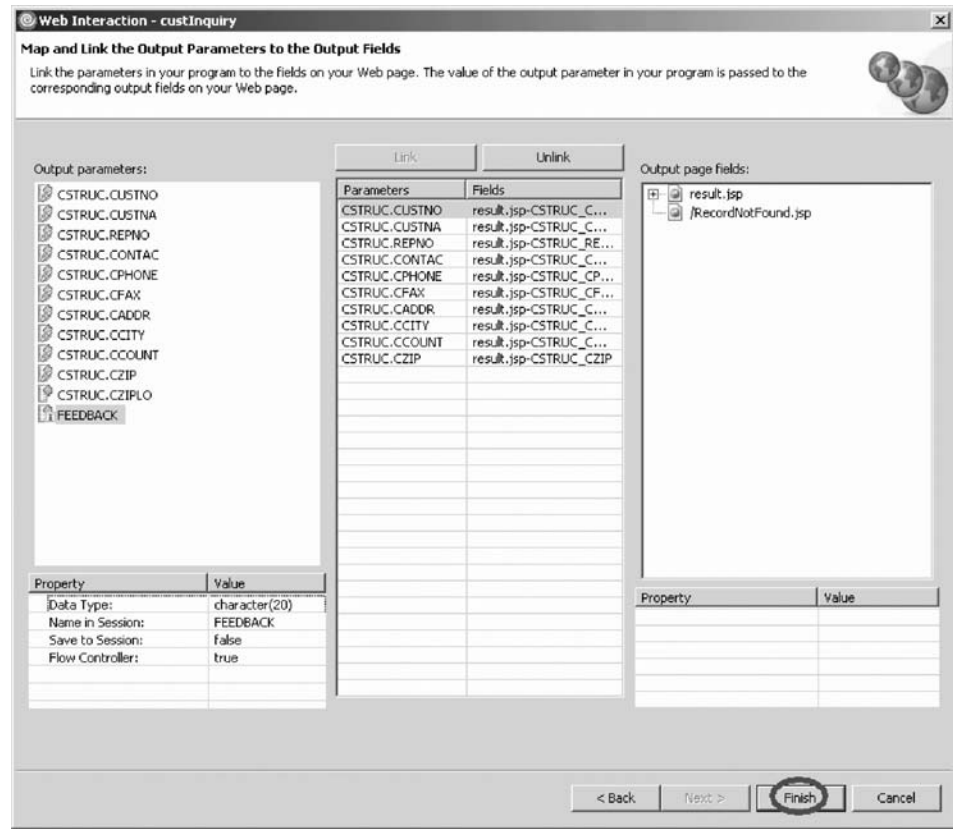 Web Interaction - custInquiry
Map and Link the Output Parameters to the Output Fields
Link the parameters in your program to the fields on your Web page. The value of the output parameter in your program is passed to the
corresponding output fields on your Web page.
Output parameters:
CSTRUC.CUSTNO
CSTRUC.CUSTNA
CSTRUC.REPNO
CSTRUC.CONTAC
CSTRUC.CPHONE
CSTRUC.CFAX
CSTRUC.CADDR
CSTRUC.CCITY
CSTRUC.CCOUNT
CSTRUC.CZIP
CSTRUC.CZIPLO
FEEDBACK
Property Value
Data Type: character(20)
Name in Session: FEEDBACK
Save to Session: false
Flow Controller: true
Link Unlink
Parameters Fields
CSTRUC.CUSTNO result.jsp-CSTRUC_C...
CSTRUC.CUSTNA result.jsp-CSTRUC_C...
CSTRUC.REPNO result.jsp-CSTRUC_RE...
CSTRUC.CONTAC result.jsp-CSTRUC_C...
CSTRUC.CPHONE result.jsp-CSTRUC_CP...
CSTRUC.CFAX result.jsp-CSTRUC_CF...
CSTRUC.CADDR result.jsp-CSTRUC_C...
CSTRUC.CCITY result.jsp-CSTRUC_C...
CSTRUC.CCOUNT result.jsp-CSTRUC_C...
CSTRUC.CZIP result.jsp-CSTRUC_CZIP
Output page fields:
result.jsp
/RecordNotFound.jsp
Property Value
< Back Next > Finish Cancel